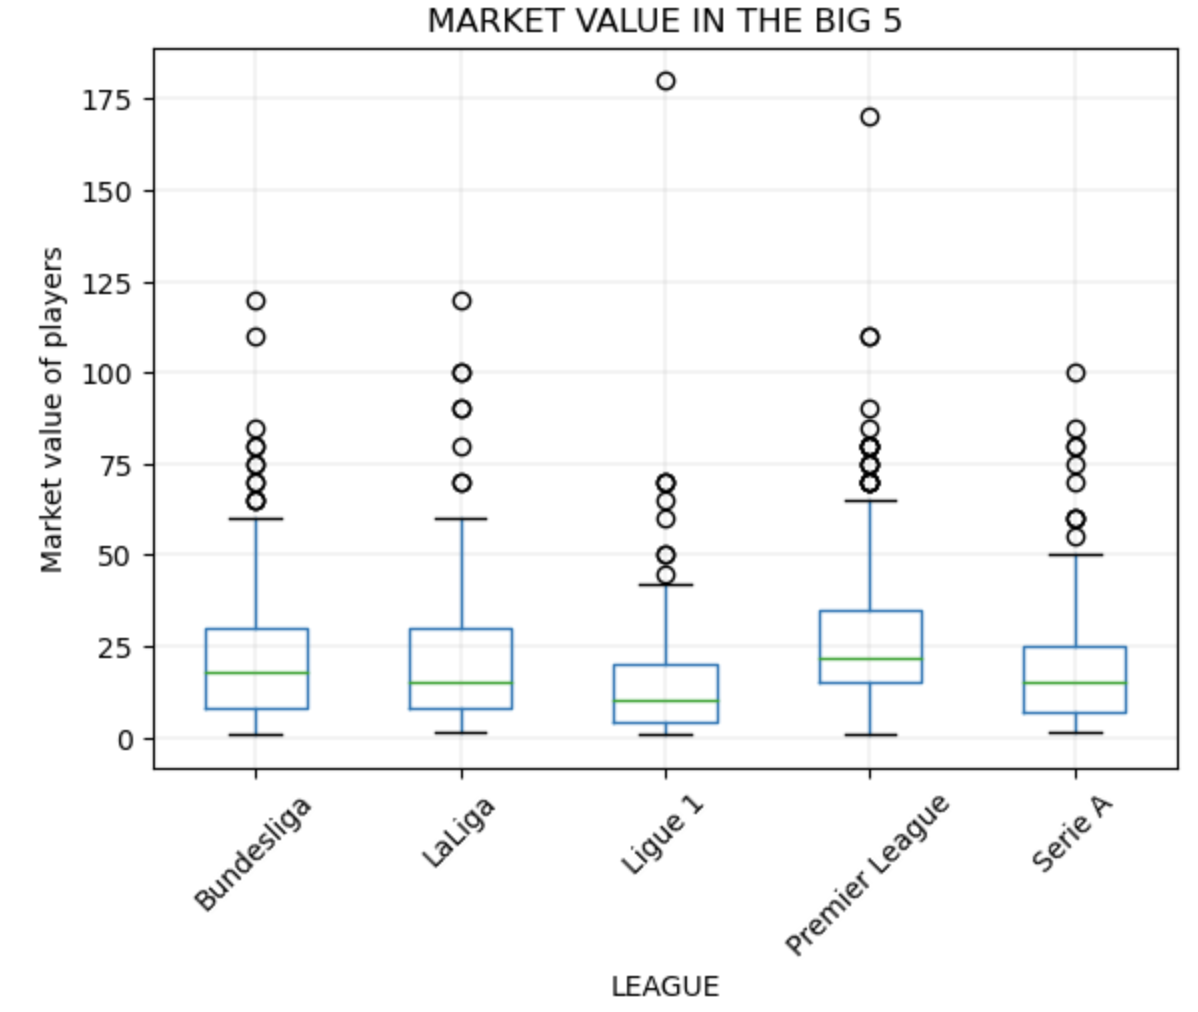 MARKET VALUE IN THE BIG 5
Market value of players
175
150
125
100
75
50
25
0
Bundesliga
LaLiga
Ligue 1
Premier League
Serie A
LEAGUE